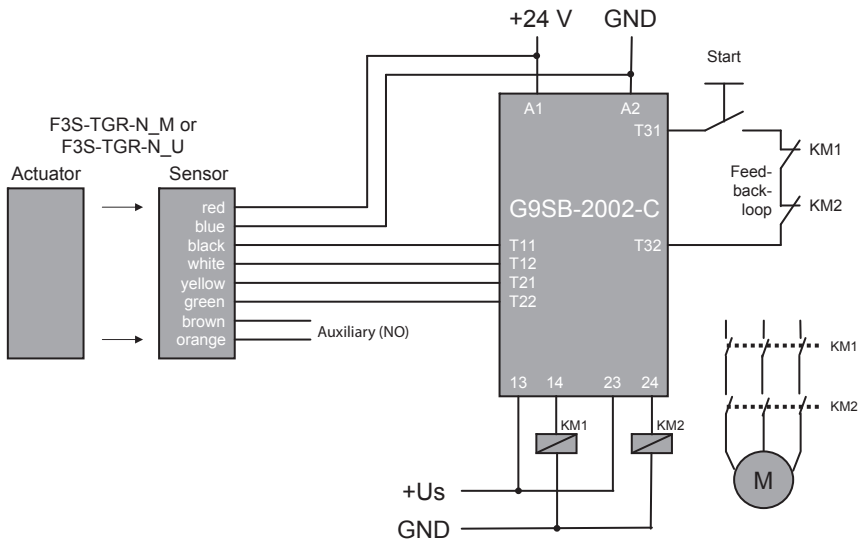 +24 V GND
Start
A1 A2
T31
F3S-TGR-N_M or
F3S-TGR-N_U
Actuator Sensor
KM1
Feed-
back-
loop
KM2
red
blue
black
white
yellow
green
brown
orange
G9SB-2002-C
T11
T12
T21
T22
T32
Auxiliary (NO)
13 14 23 24
KM1 KM2
+Us
GND
KM1
KM2
M